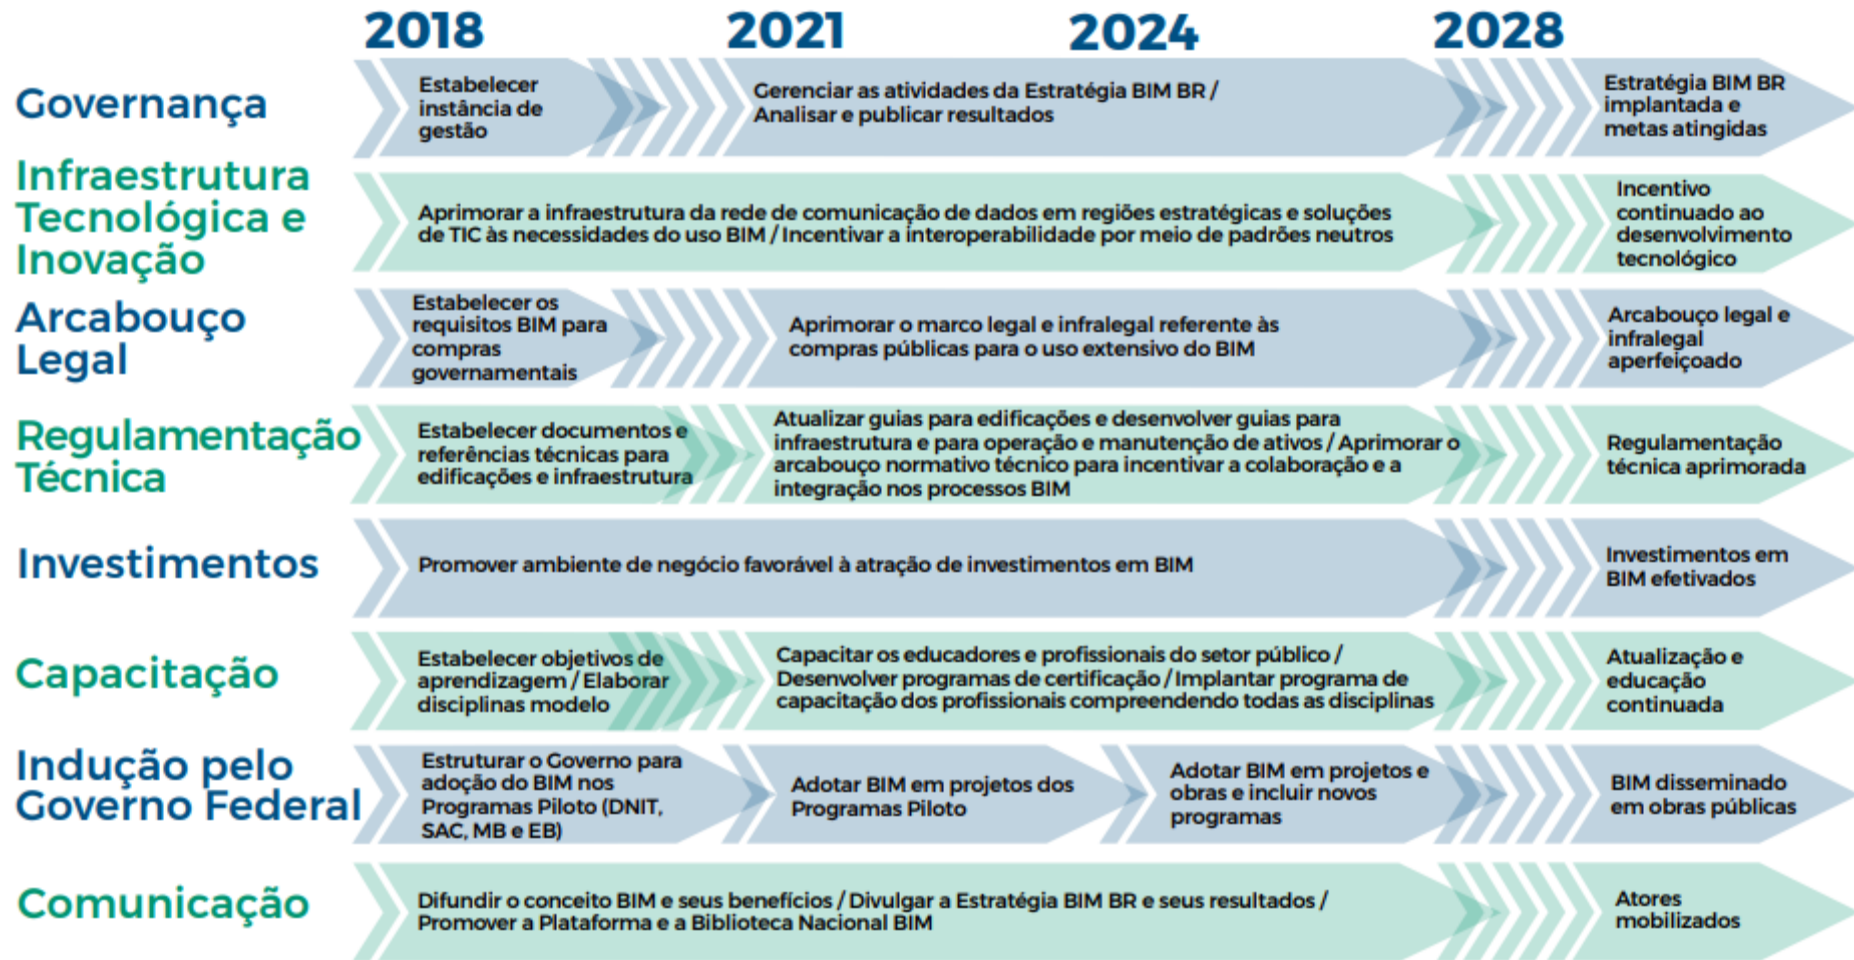 2018 2021 2024 2028
Governança
Estabelecer
instância de
gestão
Gerenciar as atividades da Estratégia BIM BR /
Analisar e publicar resultados
Estratégia BIM BR
implantada e
metas atingidas
Infraestrutura
Tecnológica e
Inovação
Aprimorar a infraestrutura da rede de comunicação de dados em regiões estratégicas e soluções
de TIC às necessidades do uso BIM / Incentivar a interoperabilidade por meio de padrões neutros
Incentivo
continuado ao
desenvolvimento
tecnológico
Arcabouço
Legal
Estabelecer os
requisitos BIM para
compras
governamentais
Aprimorar o marco legal e infralegal referente às
compras públicas para o uso extensivo do BIM
Arcabouço legal e
infralegal
aperfeiçoado
Regulamentação
Técnica
Estabelecer documentos e
referências técnicas para
edificações e infraestrutura
Atualizar guias para edificações e desenvolver guias para
infraestrutura e para operação e manutenção de ativos / Aprimorar o
arcabouço normativo técnico para incentivar a colaboração e a
integração nos processos BIM
Regulamentação
técnica aprimorada
Investimentos
Promover ambiente de negócio favorável à atração de investimentos em BIM
Investimentos em
BIM efetivados
Capacitação
Estabelecer objetivos de
aprendizagem / Elaborar
disciplinas modelo
Capacitar os educadores e profissionais do setor público /
Desenvolver programas de certificação / Implantar programa de
capacitação dos profissionais compreendendo todas as disciplinas
Atualização e
educação
continuada
Indução pelo
Governo Federal
Estruturar o Governo para
adoção do BIM nos
Programas Piloto (DNIT,
SAC, MB e EB)
Adotar BIM em projetos dos
Programas Piloto
Adotar BIM em projetos e
obras e incluir novos
programas
BIM disseminado
em obras públicas
Comunicação
Difundir o conceito BIM e seus benefícios / Divulgar a Estratégia BIM BR e seus resultados /
Promover a Plataforma e a Biblioteca Nacional BIM
Atores
mobilizados